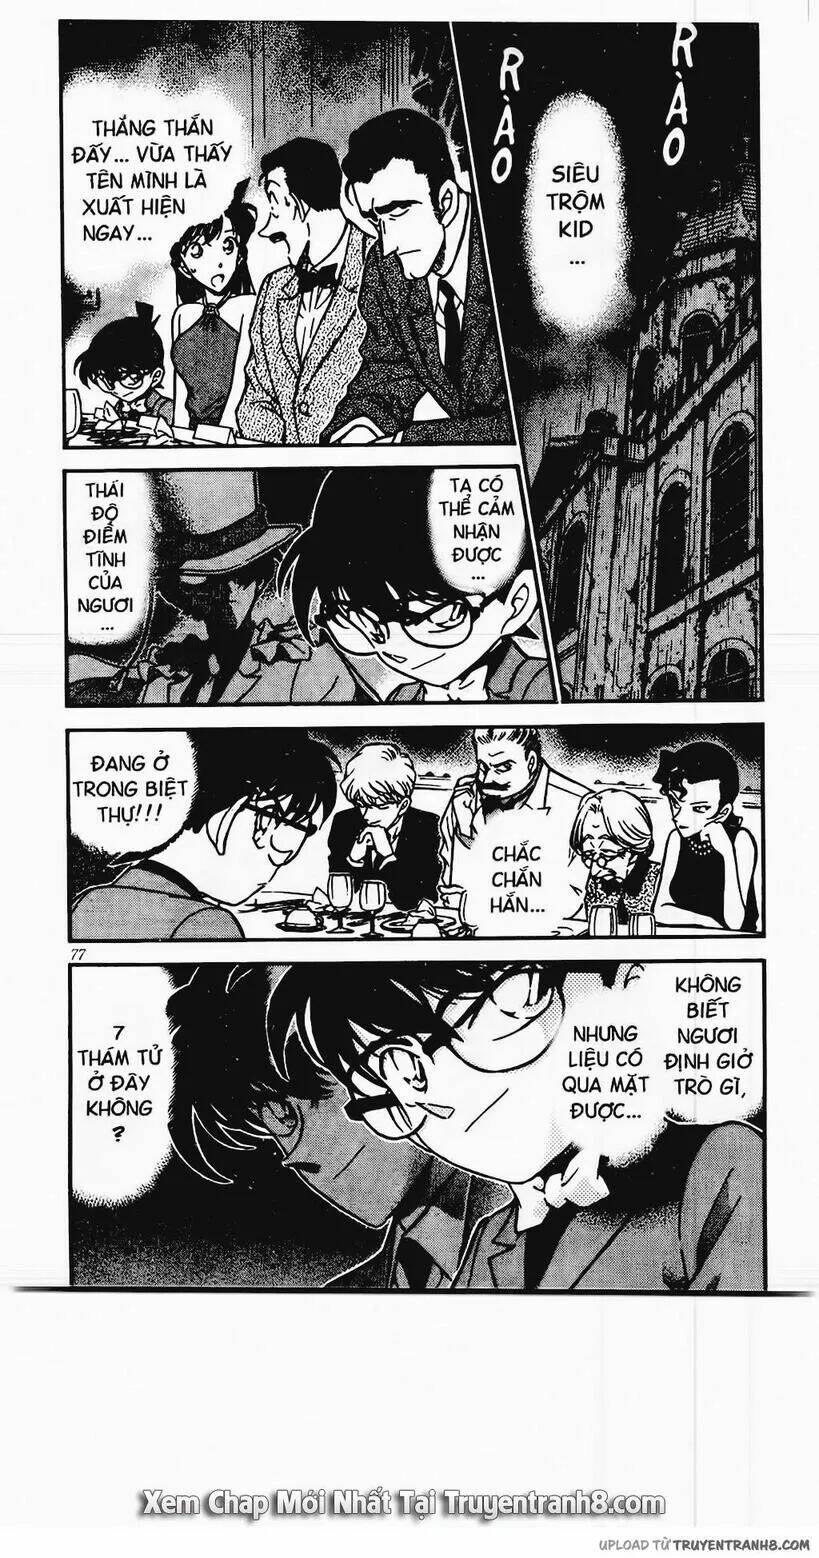 RÀO
RÀO
SIÊU
TRỘM
KID
...
THẲNG THẮN
ĐẤY... VỪA THẤY
TÊN MÌNH LÀ
XUẤT HIỆN
NGAY...
TA CÓ
THỂ CẢM
NHẬN
ĐƯỢC
...
THÁI
ĐỘ
ĐIỀM
TĨNH
CỦA
NGƯƠI
...
ĐANG Ở
TRONG BIỆT
THỰ!!!
CHẮC
CHẮN
HẮN...
77
KHÔNG
BIẾT
NGƯƠI
ĐỊNH GIỞ
TRÒ GÌ,
NHƯNG
LIỆU CÓ
QUA MẶT
ĐƯỢC...
7
THÁM TỬ
Ở ĐÂY
KHÔNG
?
Xem Chap Mới Nhất Tại Truyentranh8.com
UPLOAD TỪ TRUYENTRANH8.COM